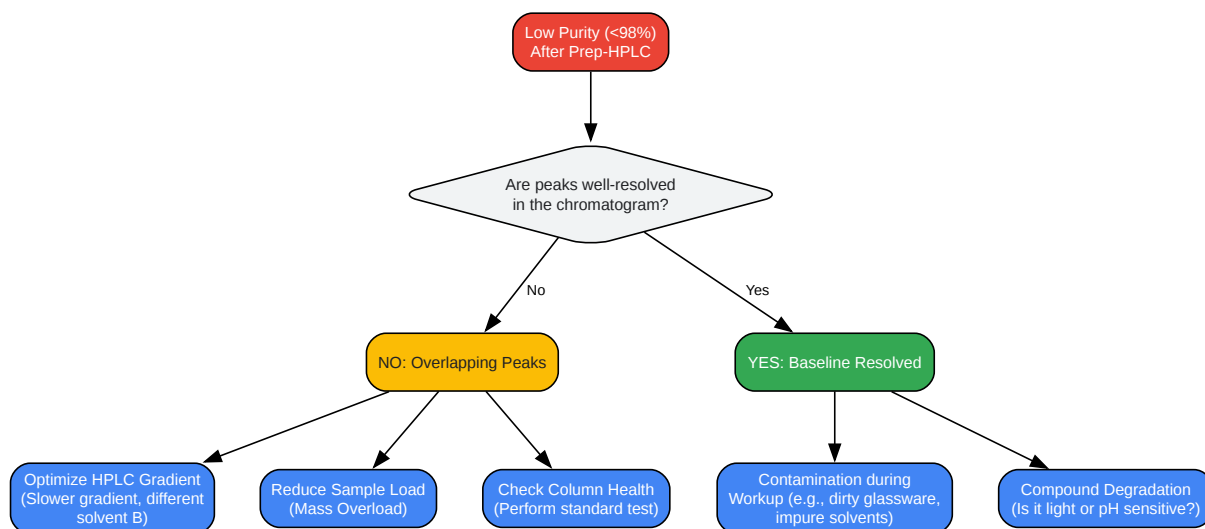 Low Purity (<98%)
After Prep-HPLC
Are peaks well-resolved
in the chromatogram?
No
Yes
NO: Overlapping Peaks
YES: Baseline Resolved
Optimize HPLC Gradient
(Slower gradient, different
solvent B)
Reduce Sample Load
(Mass Overload)
Check Column Health
(Perform standard test)
Contamination during
Workup (e.g., dirty glassware,
impure solvents)
Compound Degradation
(Is it light or pH sensitive?)